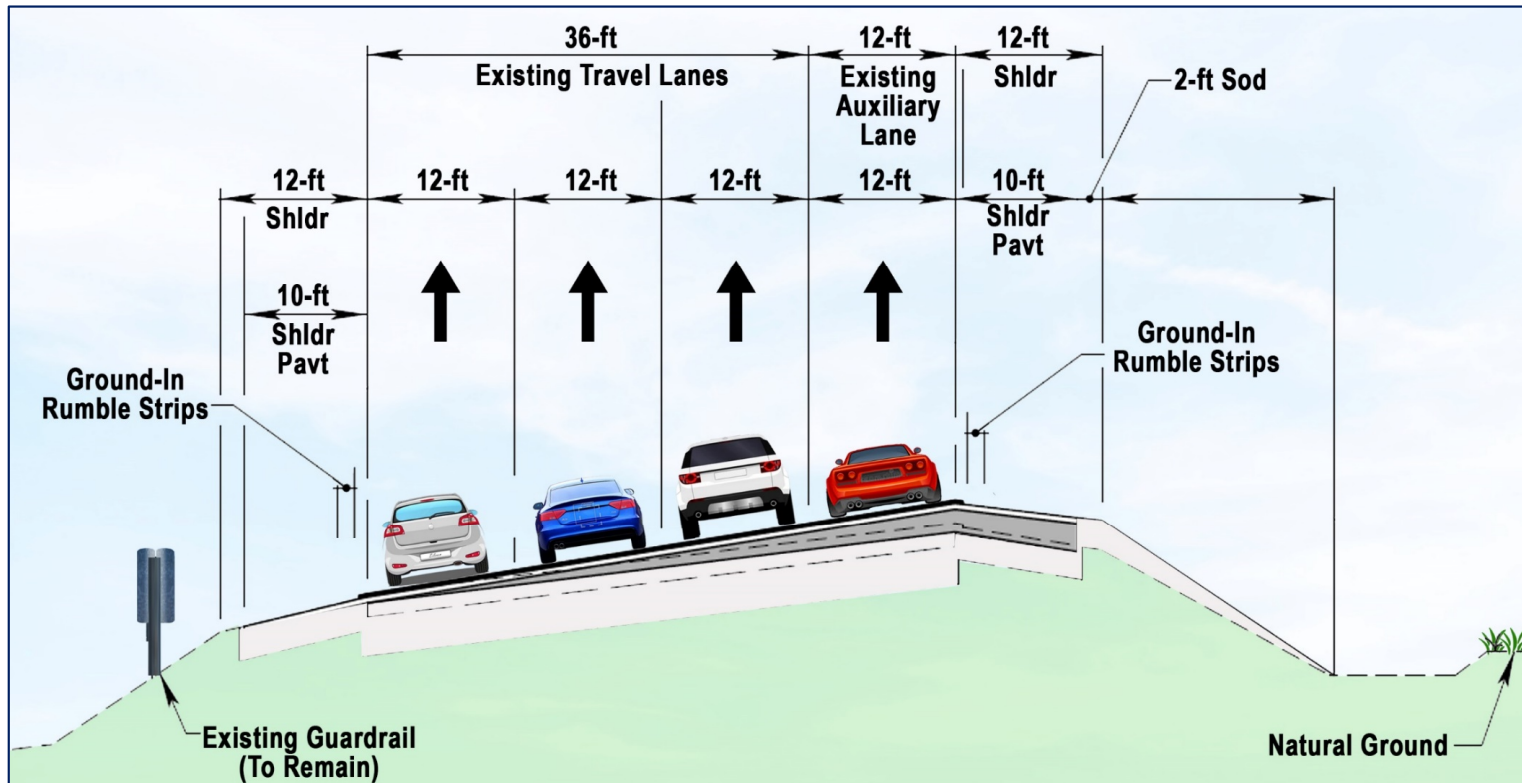 36-ft
Existing Travel Lanes
12-ft
Existing
Auxiliary
Lane
12-ft
Shldr
2-ft Sod
12-ft
Shldr
12-ft
12-ft
12-ft
12-ft
10-ft
Shldr
Pavt
10-ft
Shldr
Pavt
Ground-In
Rumble Strips
Ground-In
Rumble Strips
Existing Guardrail
(To Remain)
Natural Ground